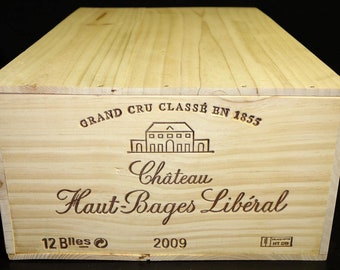 GRAND CRU CLASSÉ EN 1855
Château
Haut-Bages Libéral
12 Blles 2009